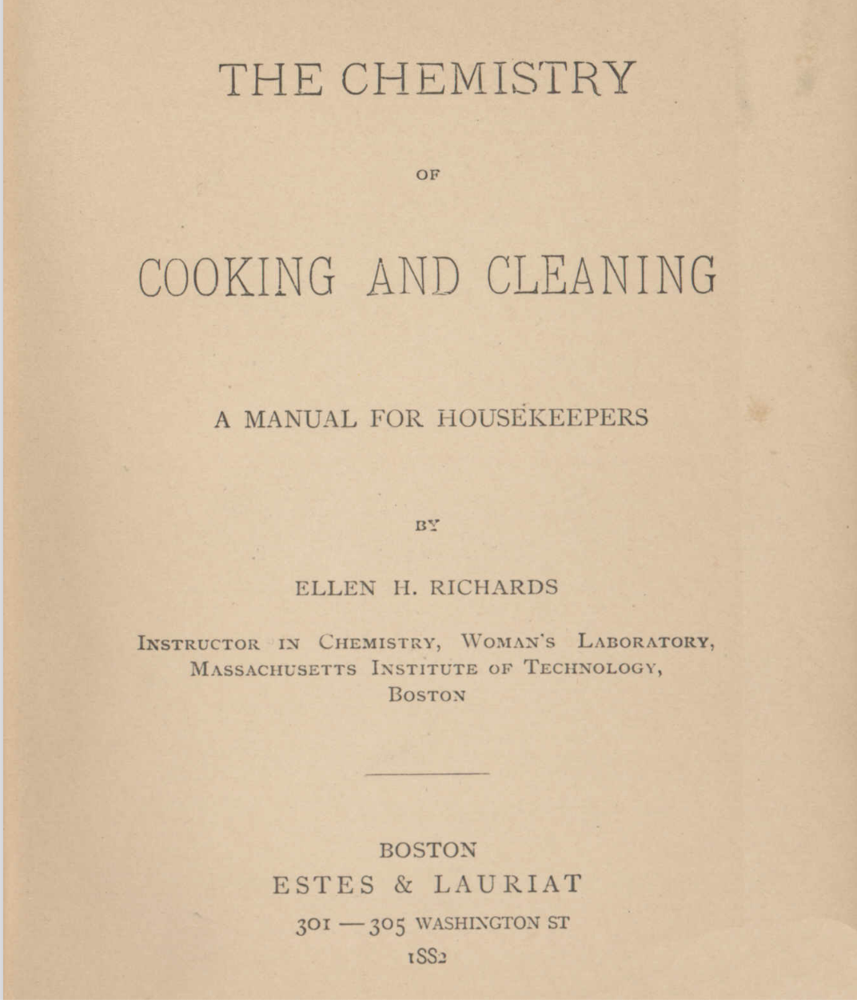 THE CHEMISTRY
OF
COOKING AND CLEANING
A MANUAL FOR HOUSEKEEPERS
BY
ELLEN H. RICHARDS
Instructor in Chemistry, Woman's Laboratory,
Massachusetts Institute of Technology,
Boston
BOSTON
ESTES & LAURIAT
301—305 WASHINGTON ST
1882